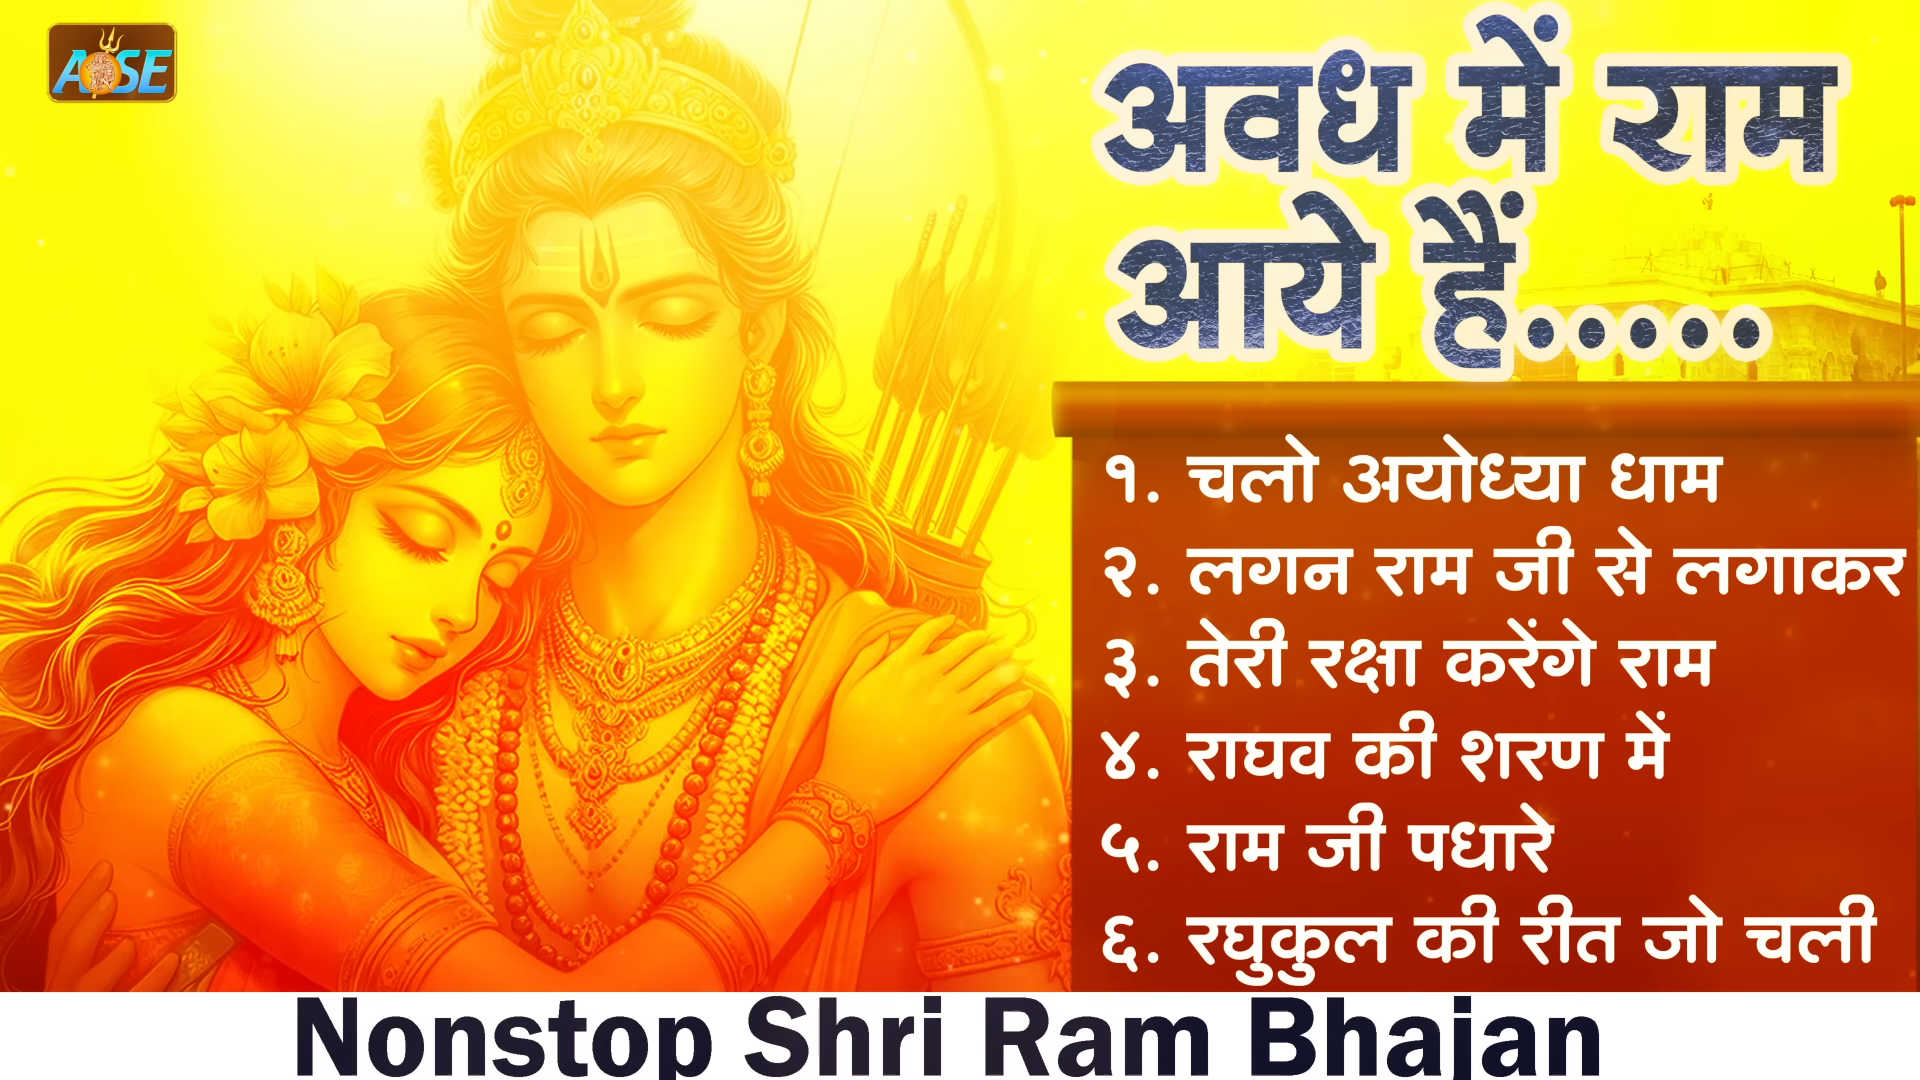 AOSE
अवध में राम
आये हैं.....
१. चलो अयोध्या धाम
२. लगन राम जी से लगाकर
३. तेरी रक्षा करेंगे राम
४. राघव की शरण में
५. राम जी पधारे
६. रघुकुल की रीत जो चली
Nonstop Shri Ram Bhajan